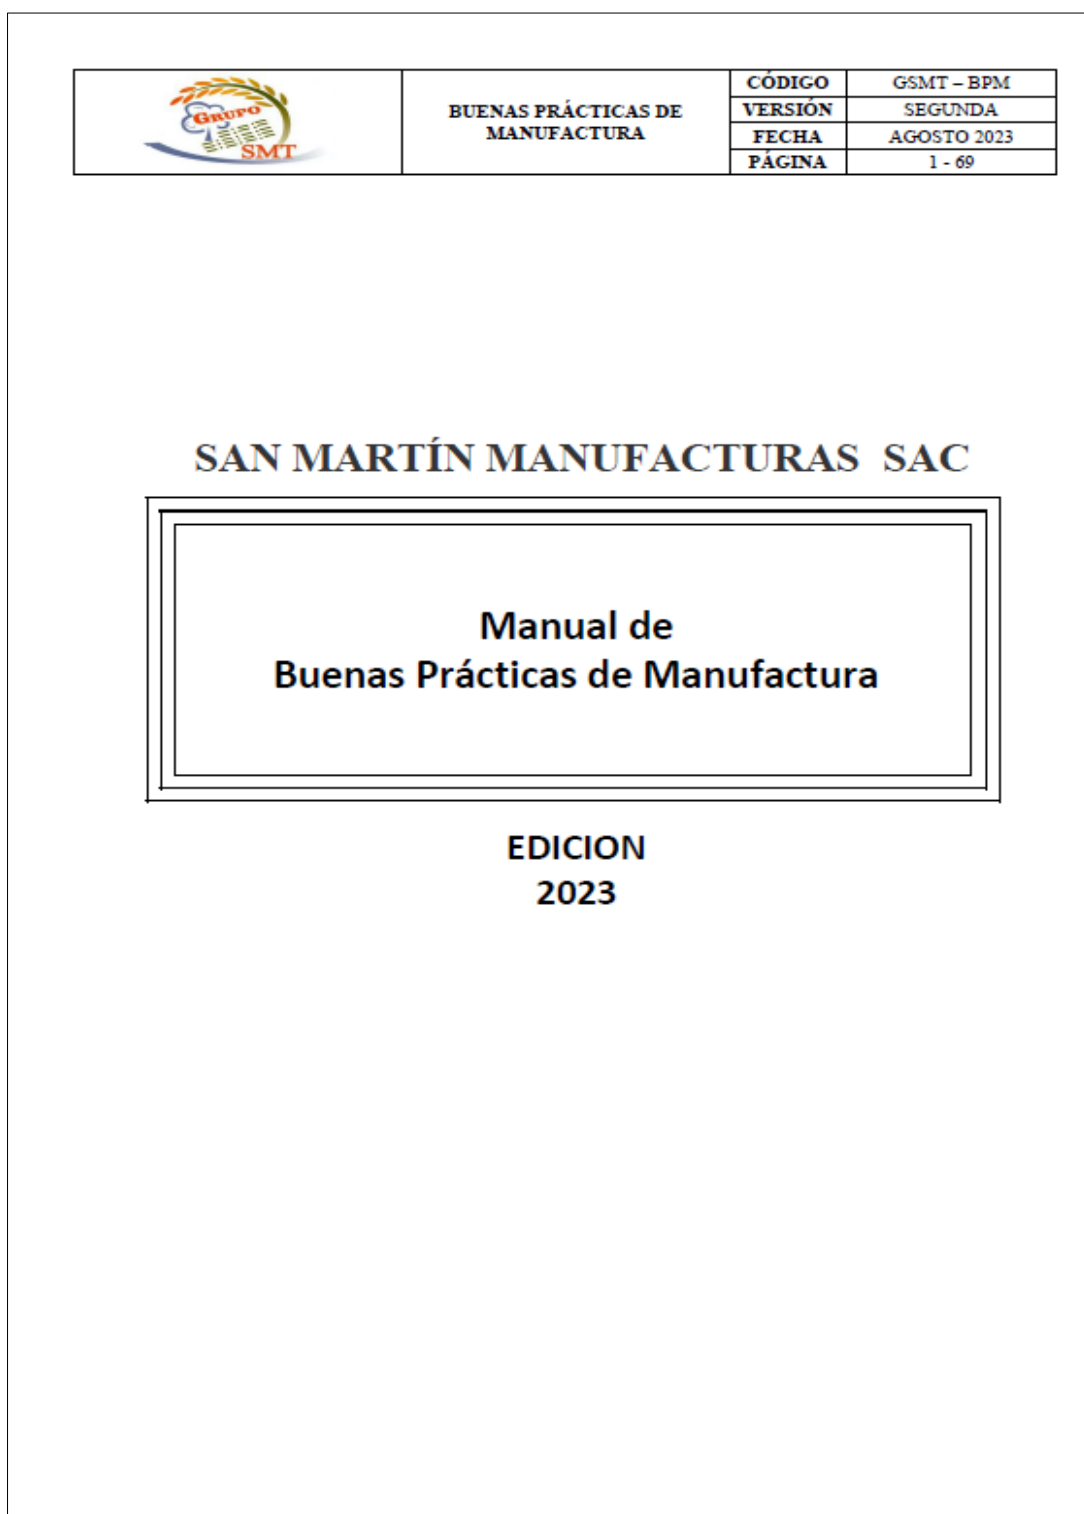 GRUPO
SMT
BUENAS PRÁCTICAS DE
MANUFACTURA
CÓDIGO GSMT – BPM
VERSIÓN SEGUNDA
FECHA AGOSTO 2023
PÁGINA 1 - 69
SAN MARTÍN MANUFACTURAS SAC
Manual de
Buenas Prácticas de Manufactura
EDICION
2023